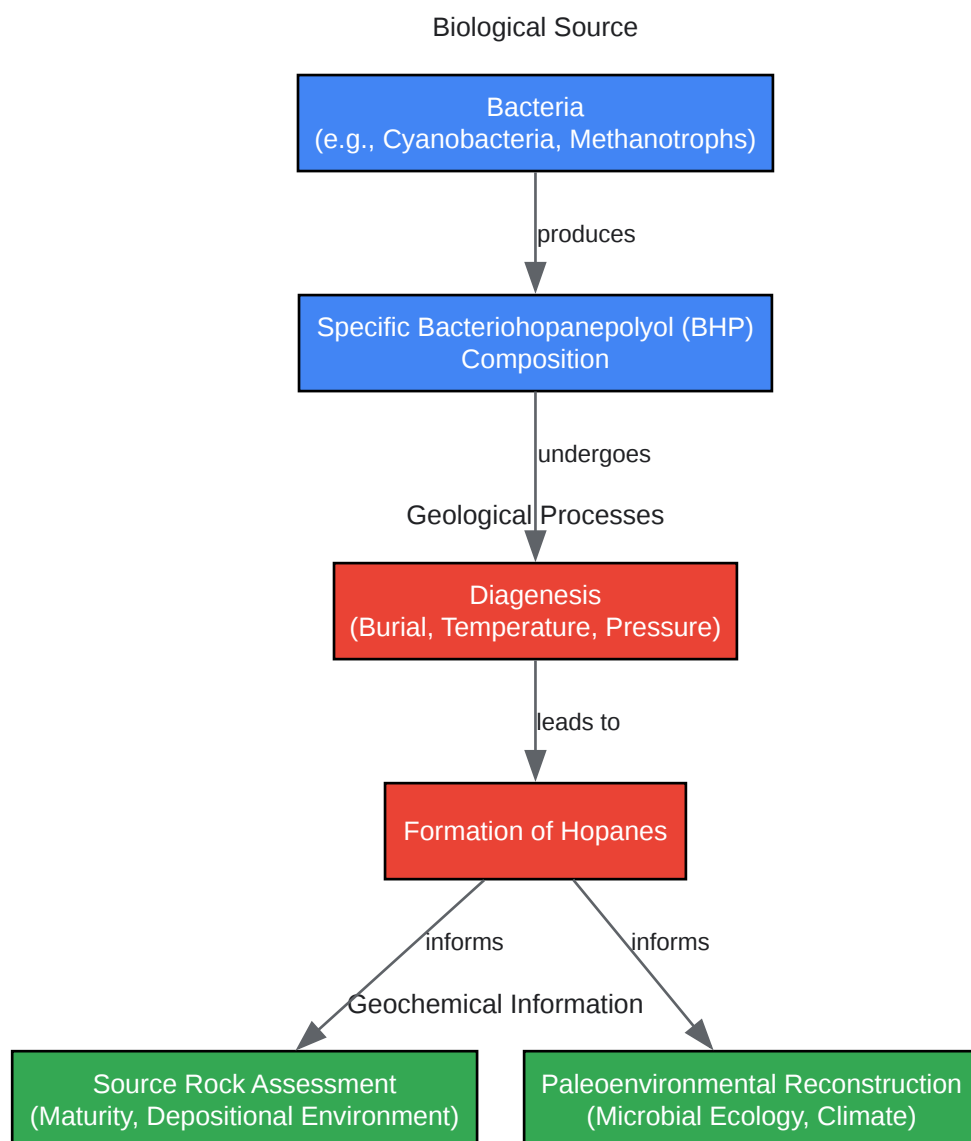 Biological Source
Bacteria
(e.g., Cyanobacteria, Methanotrophs)
produces
Specific Bacteriohopanepolyol (BHP)
Composition
undergoes
Geological Processes
Diagenesis
(Burial, Temperature, Pressure)
leads to
Formation of Hopanes
informs
informs
Geochemical Information
Source Rock Assessment
(Maturity, Depositional Environment)
Paleoenvironmental Reconstruction
(Microbial Ecology, Climate)